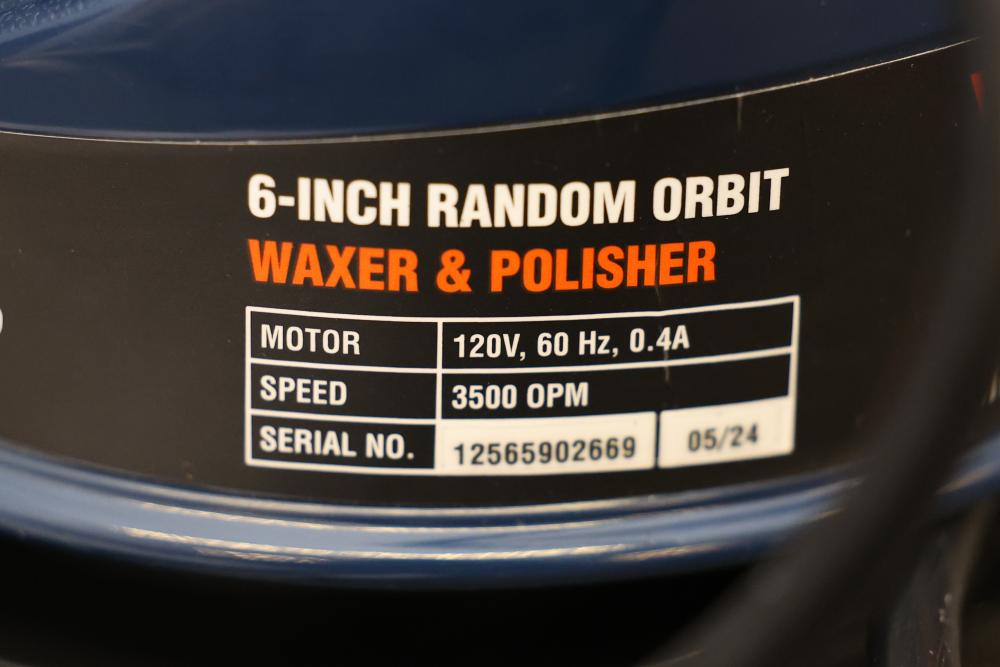 6-INCH RANDOM ORBIT
WAXER & POLISHER
MOTOR 120V, 60 Hz, 0.4A
SPEED 3500 OPM
SERIAL NO. 12565902669 05/24